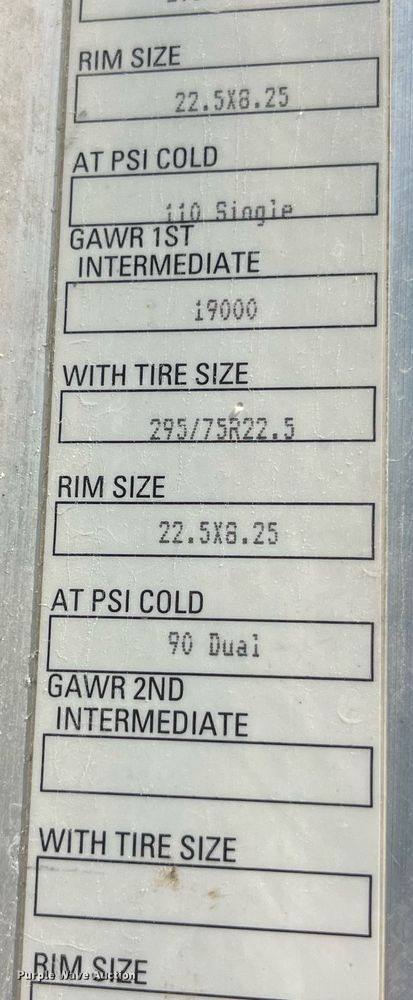 RIM SIZE
22.5X8.25
AT PSI COLD
110 Single
GAWR 1ST
INTERMEDIATE
19000
WITH TIRE SIZE
295/75R22.5
RIM SIZE
22.5X8.25
AT PSI COLD
90 Dual
GAWR 2ND
INTERMEDIATE
WITH TIRE SIZE
RIM SIZE
Purple Wave Auction